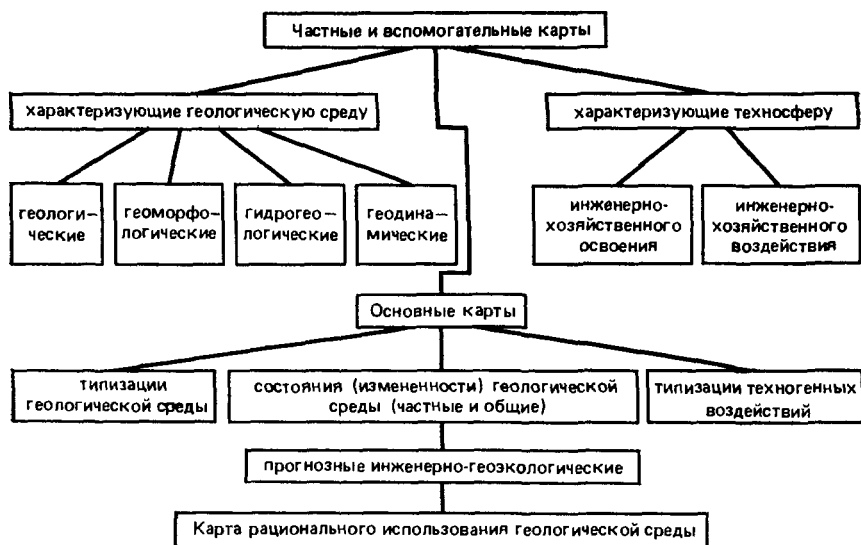 Частные и вспомогательные карты
характеризующие геологическую среду
характеризующие техносферу
геологи-
ческие
геоморфо-
логические
гидрогео-
логические
геодина-
мические
инженерно-
хозяйственного
освоения
инженерно-
хозяйственного
воздействия
Основные карты
типизации
геологической среды
состояния (измененности) геологической
среды (частные и общие)
типизации техногенных
воздействий
прогнозные инженерно-геоэкологические
Карта рационального использования геологической среды